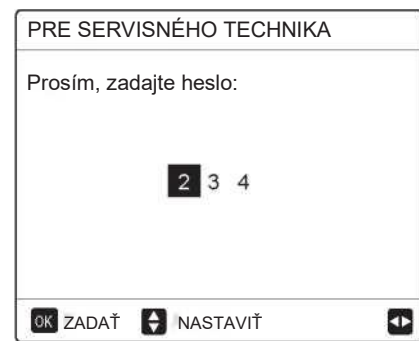 PRE SERVISNÉHO TECHNIKA
Prosím, zadajte heslo:
2 3 4
OK ZADAŤ NASTAVIŤ